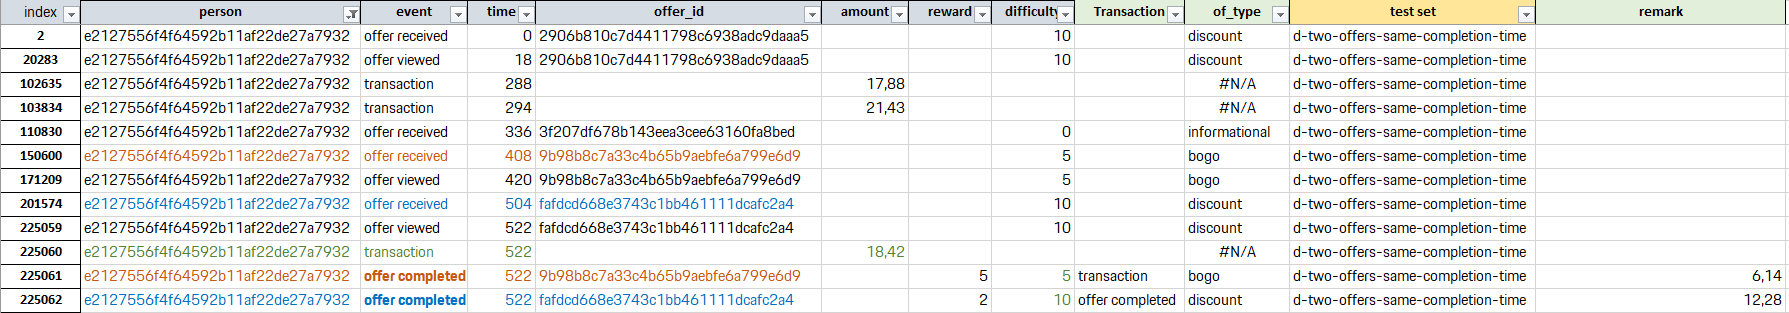 index person event time offer_id amount reward difficulty Transaction of_type test set remark
2 e2127556f4f64592b11af22de27a7932 offer received 0 2906b810c7d4411798c6938adc9daaa5 10 discount d-two-offers-same-completion-time
20283 e2127556f4f64592b11af22de27a7932 offer viewed 18 2906b810c7d4411798c6938adc9daaa5 10 discount d-two-offers-same-completion-time
102635 e2127556f4f64592b11af22de27a7932 transaction 288 17,88 #N/A d-two-offers-same-completion-time
103834 e2127556f4f64592b11af22de27a7932 transaction 294 21,43 #N/A d-two-offers-same-completion-time
110830 e2127556f4f64592b11af22de27a7932 offer received 336 3f207df678b143eea3cee63160fa8bed 0 informational d-two-offers-same-completion-time
150600 e2127556f4f64592b11af22de27a7932 offer received 408 9b98b8c7a33c4b65b9aebfe6a799e6d9 5 bogo d-two-offers-same-completion-time
171209 e2127556f4f64592b11af22de27a7932 offer viewed 420 9b98b8c7a33c4b65b9aebfe6a799e6d9 5 bogo d-two-offers-same-completion-time
201574 e2127556f4f64592b11af22de27a7932 offer received 504 fafdcd668e3743c1bb461111dcafc2a4 10 discount d-two-offers-same-completion-time
225059 e2127556f4f64592b11af22de27a7932 offer viewed 522 fafdcd668e3743c1bb461111dcafc2a4 10 discount d-two-offers-same-completion-time
225060 e2127556f4f64592b11af22de27a7932 transaction 522 18,42 #N/A d-two-offers-same-completion-time
225061 e2127556f4f64592b11af22de27a7932 offer completed 522 9b98b8c7a33c4b65b9aebfe6a799e6d9 5 5 transaction bogo d-two-offers-same-completion-time 6,14
225062 e2127556f4f64592b11af22de27a7932 offer completed 522 fafdcd668e3743c1bb461111dcafc2a4 2 10 offer completed discount d-two-offers-same-completion-time 12,28